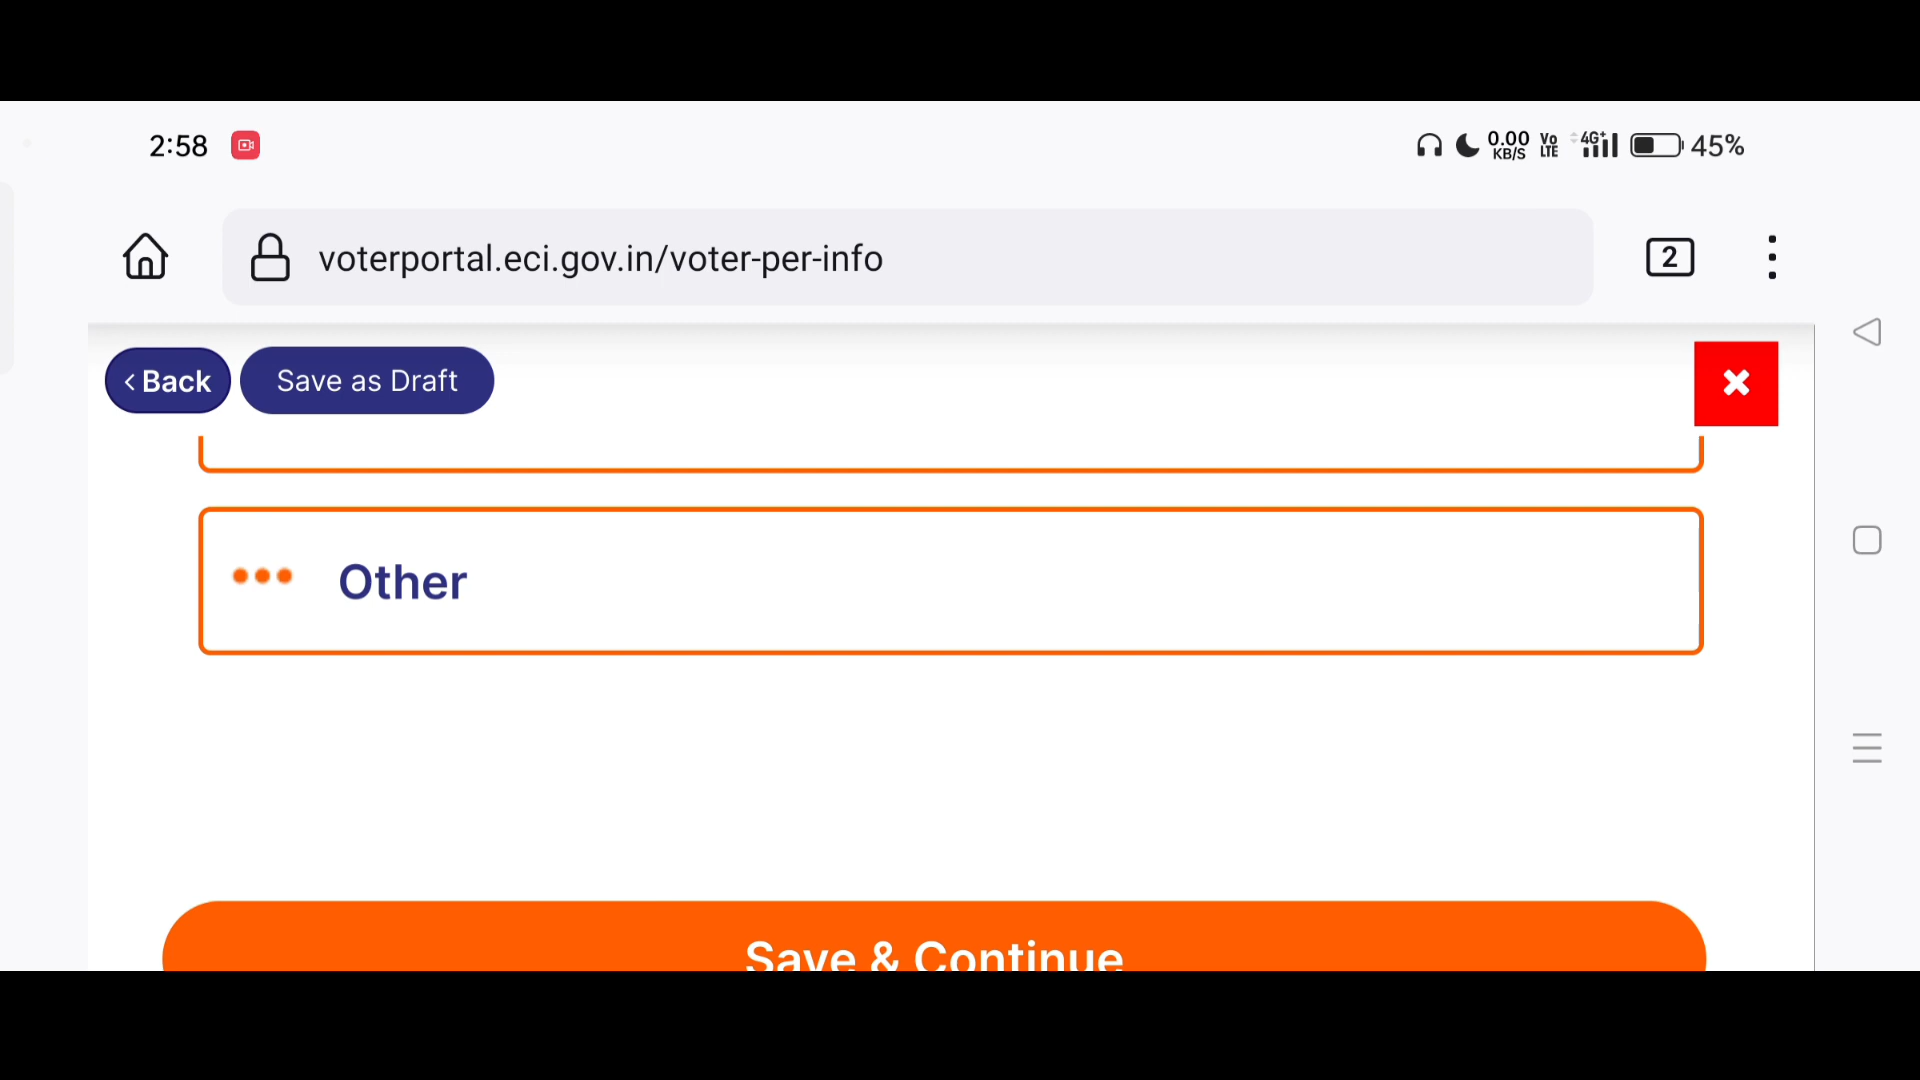 2:58
0.00 KB/S
Vo LTE
4G+
45%
voterportal.eci.gov.in/voter-per-info
2
Back
Save as Draft
Other
Save & Continue